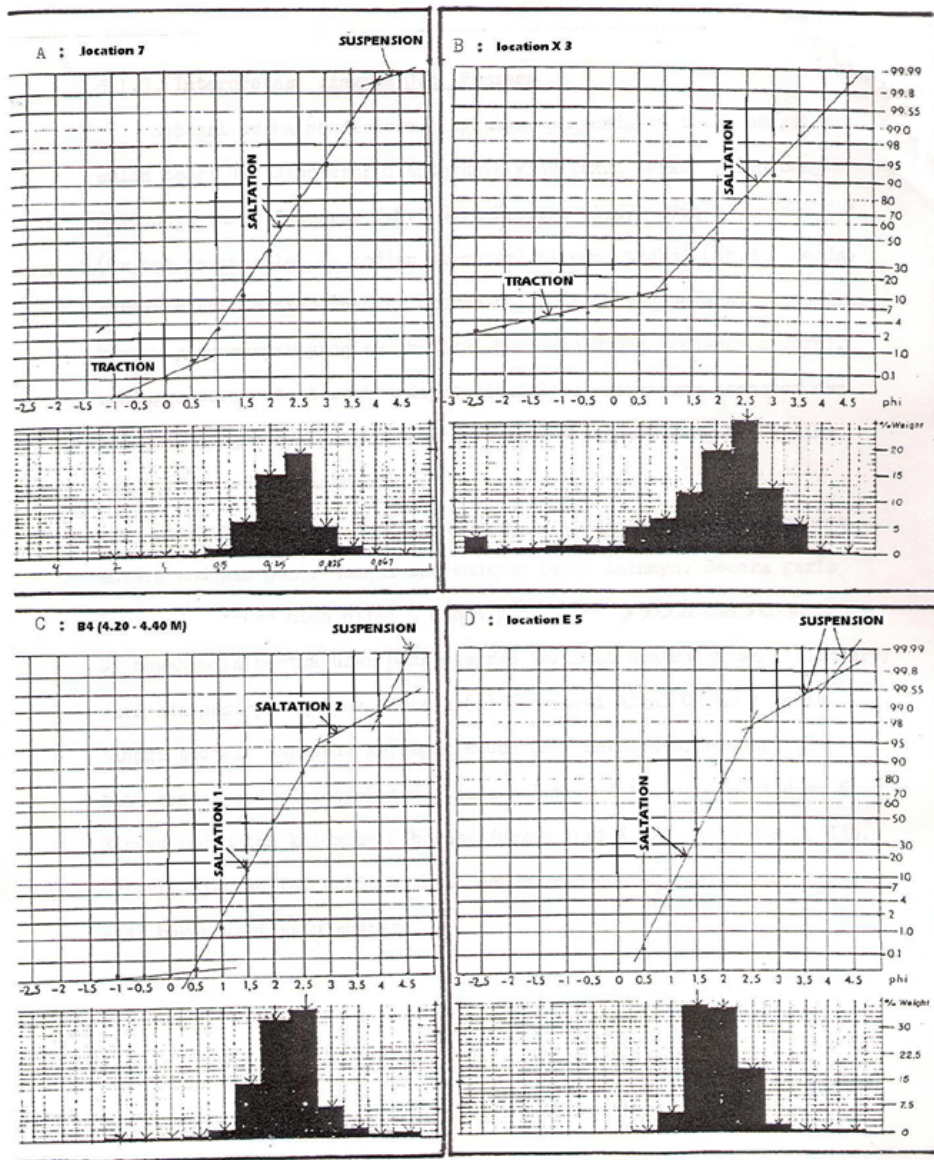 A : location 7
SUSPENSION
SALTATION
TRACTION
-2.5 -2 -1.5 -1 -0.5 0 0.5 1 1.5 2 2.5 3 3.5 4 4.5
4 2 1 0,5 0.25 0,125 0,067
B : location X 3
-99.99
-99.8
-99.55
99.0
-98
-95
-90
-80
-70
-60
-50
-30
-20
-10
-7
-4
2
-1.0
-0.1
SALTATION
TRACTION
3 -2.5 -2 -1.5 -1 -0.5 0 0.5 1 1.5 2 2.5 3 3.5 4 4.5 phi
% Weight
20
15
10
5
0
C : B4 (4.20 - 4.40 M)
SUSPENSION
SALTATION 2
SALTATION 1
-2.5 -2 -1.5 -1 -0.5 0 0.5 1 1.5 2 2.5 3 3.5 4 4.5
D : location E 5
SUSPENSION
-99.99
-99.8
-99.55
99.0
-98
-95
-90
80
-70
60
-50
-30
-20
-10
-7
-4
2
-1.0
-0.1
SALTATION
-2.5 -2 -1.5 -1 -0.5 0 0.5 1 1.5 2 2.5 3 3.5 4 4.5 phi
% Weight
30
22.5
15
7.5
0